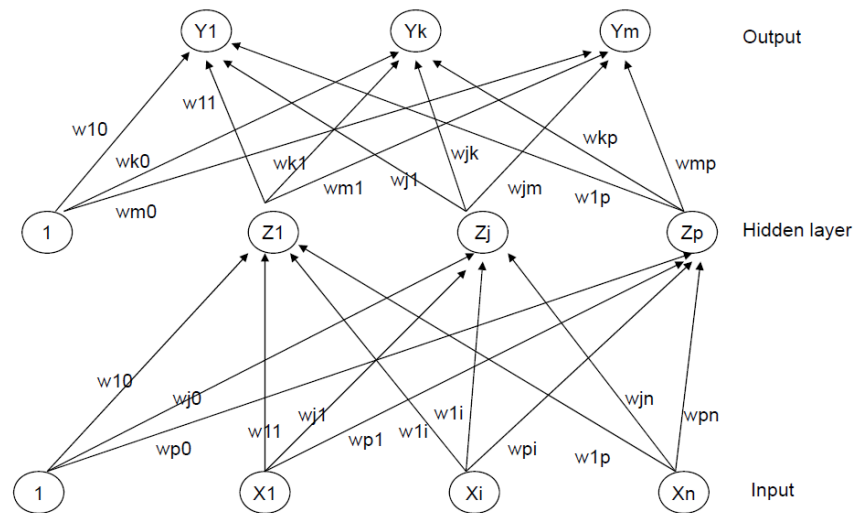 Y1 Yk Ym Output
w10 w11 wk0 wk1 wjk wkp
wm0 wm1 wj1 wjm w1p wmp
1 Z1 Zj Zp Hidden layer
w10 wj0 wj1 w1i wjn wpn
wp0 w11 wp1 w1i wpi w1p
1 X1 Xi Xn Input